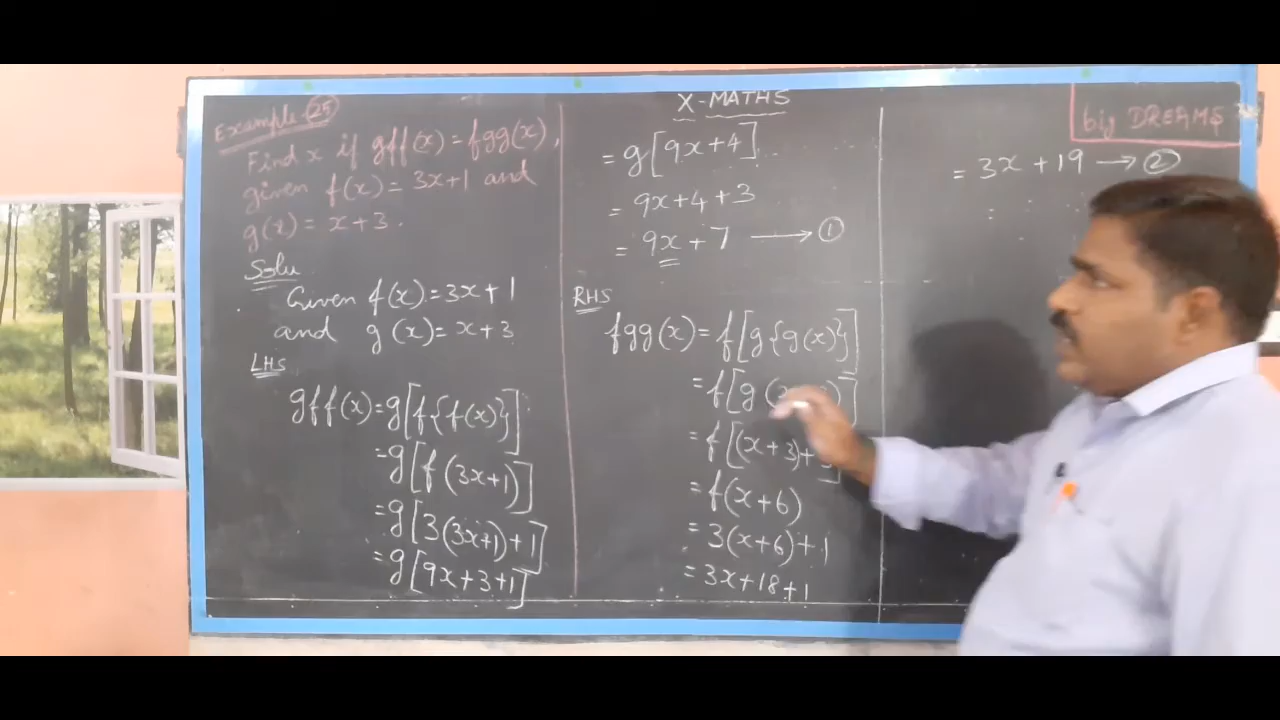 X-MATHS
big DREAMS
Example 25
Find x if gff(x) = fgg(x),
given f(x) = 3x+1 and
g(x) = x+3.
Solu
Given f(x) = 3x+1
and g(x) = x+3
LHS
gff(x) = g[f{f(x)}]
= g[f(3x+1)]
= g[3(3x+1)+1]
= g[9x+3+1]
= g[9x+4]
= 9x+4+3
= 9x+7 → ①
RHS
fgg(x) = f[g{g(x)}]
= f[g(
= f[(x+3)+
= f(x+6)
= 3(x+6)+1
= 3x+18+1
= 3x+19 → ②